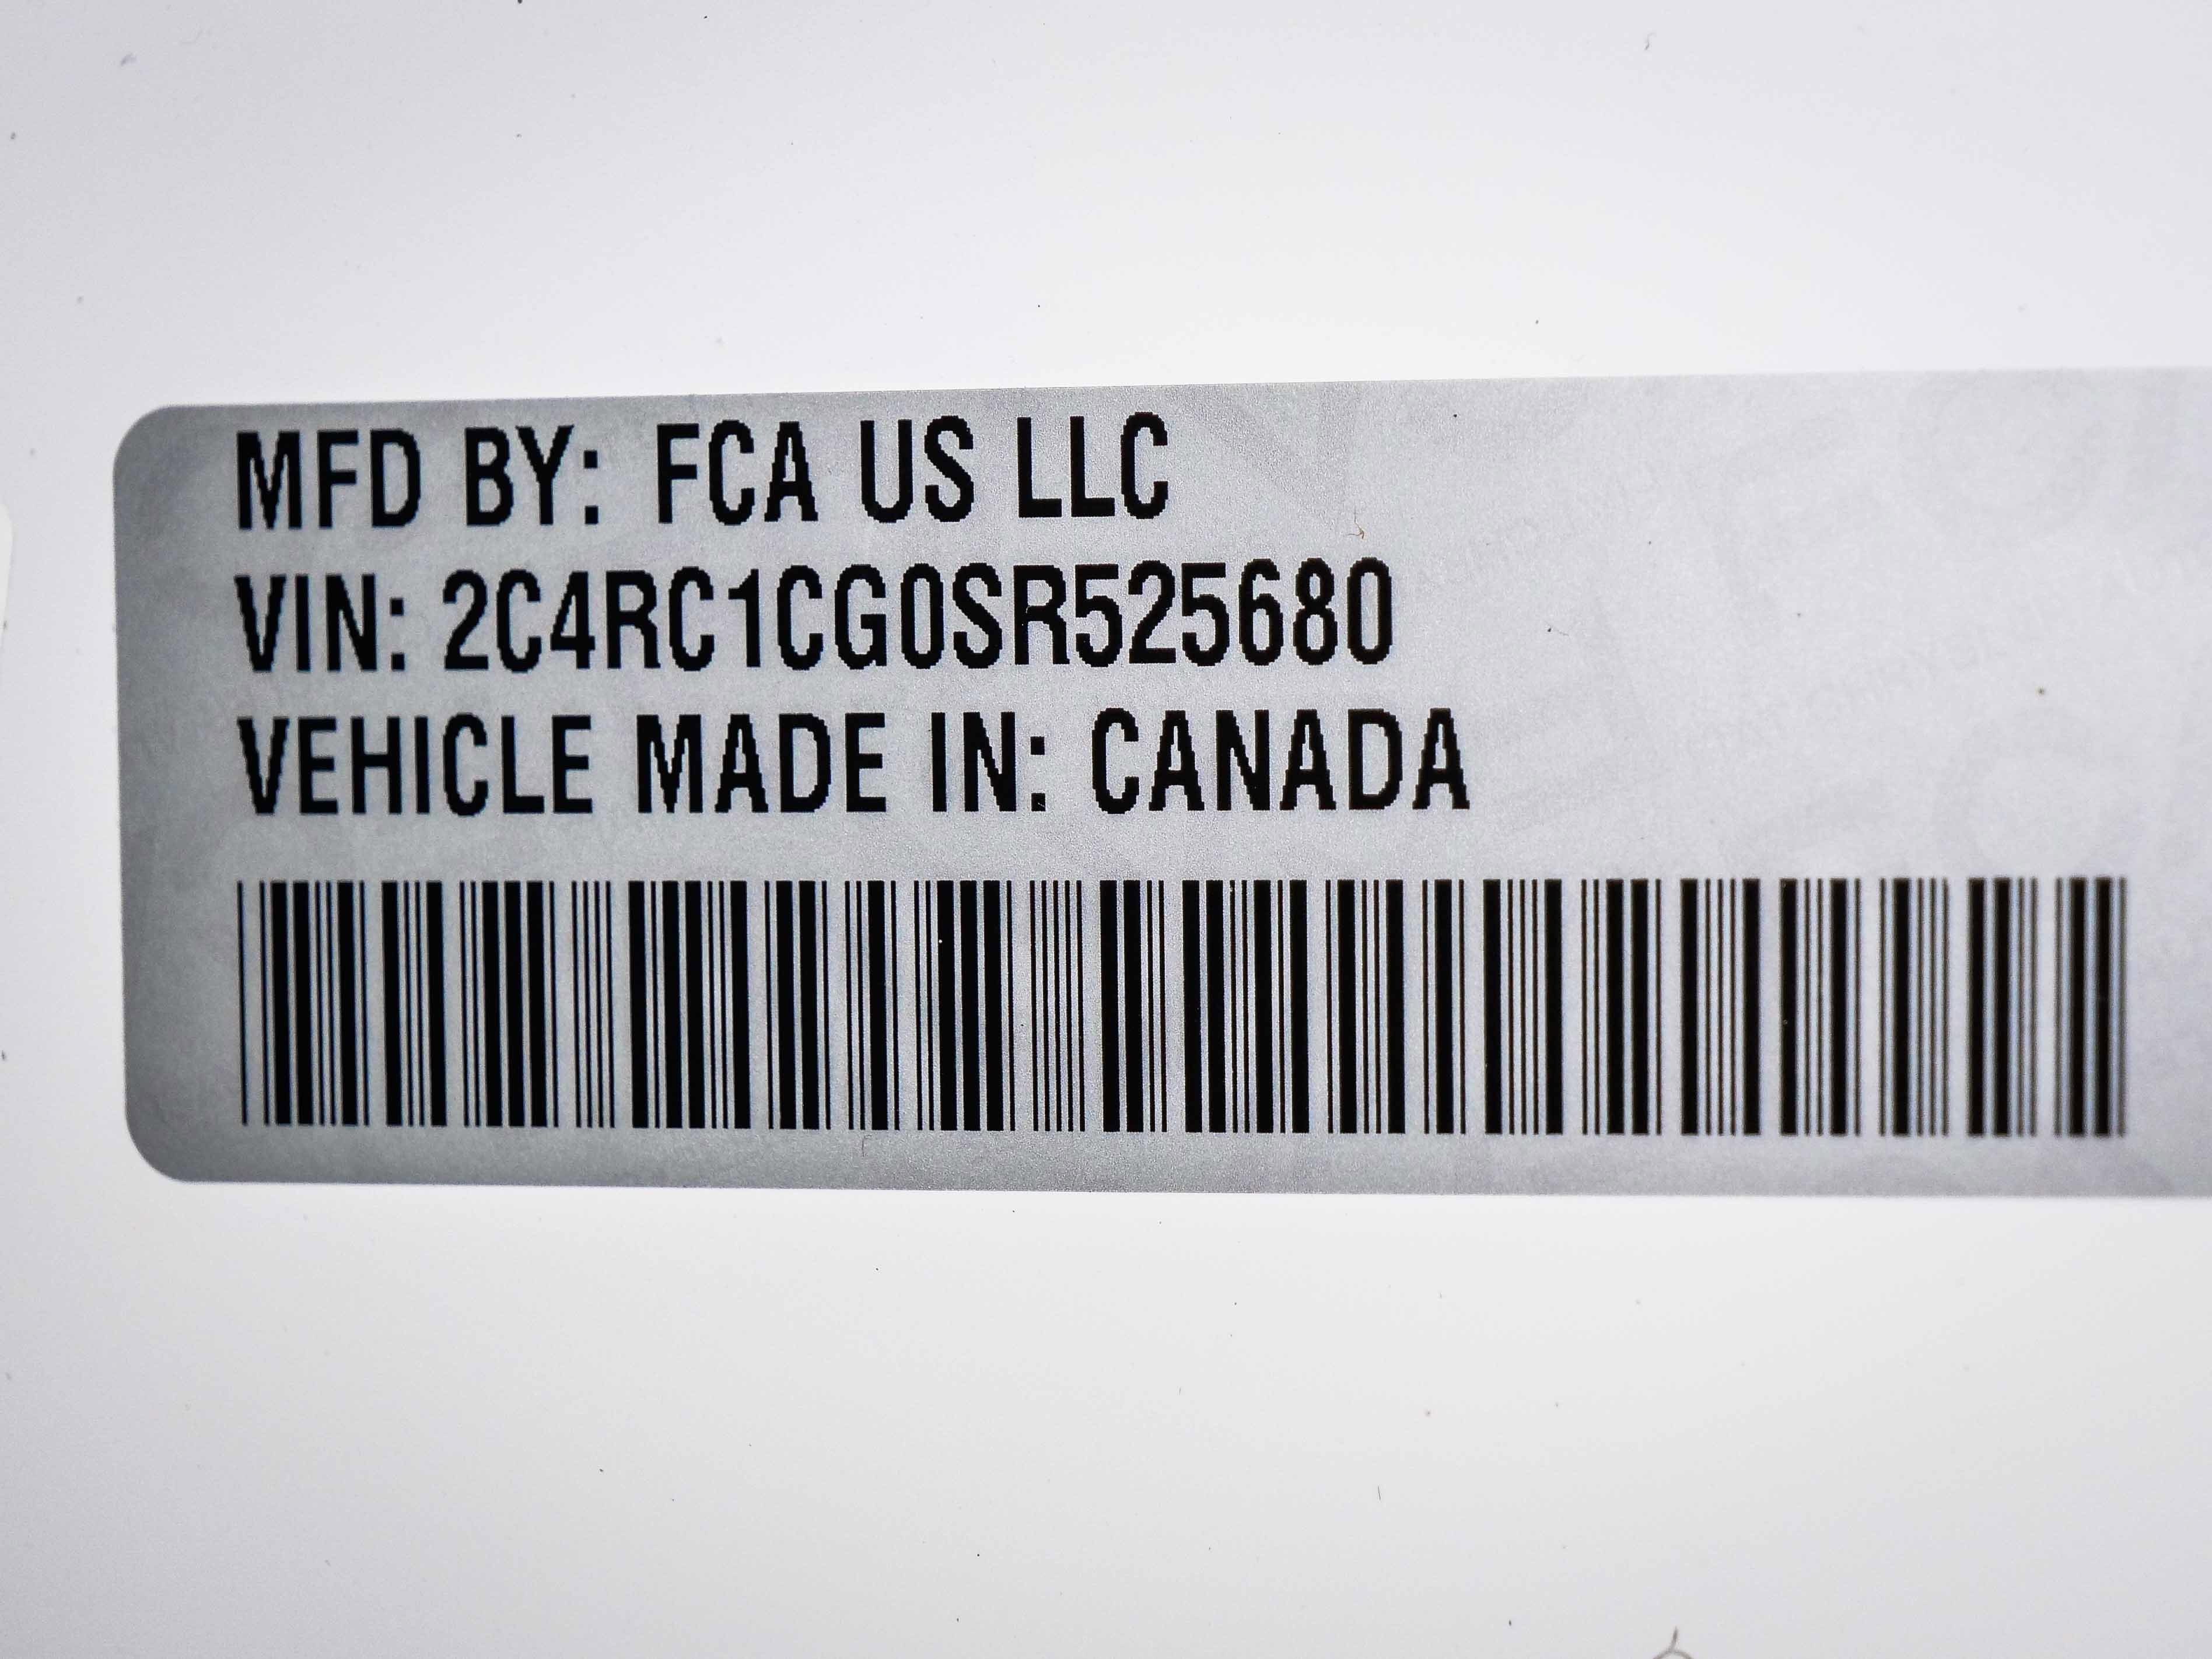 MFD BY: FCA US LLC
VIN: 2C4RC1CG0SR525680
VEHICLE MADE IN: CANADA